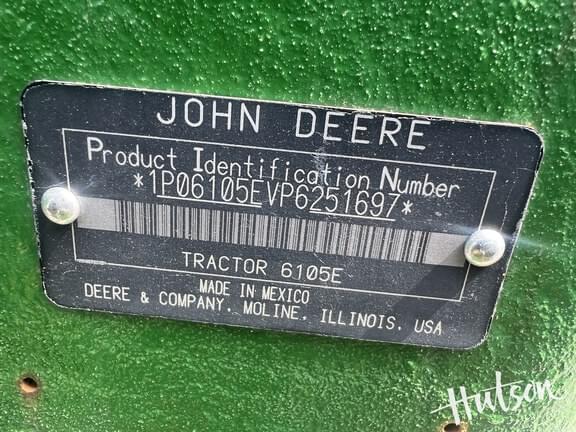 JOHN DEERE
Product Identification Number
*1P06105EVP6251697*
TRACTOR 6105E
MADE IN MEXICO
DEERE & COMPANY, MOLINE, ILLINOIS, USA
Hutson